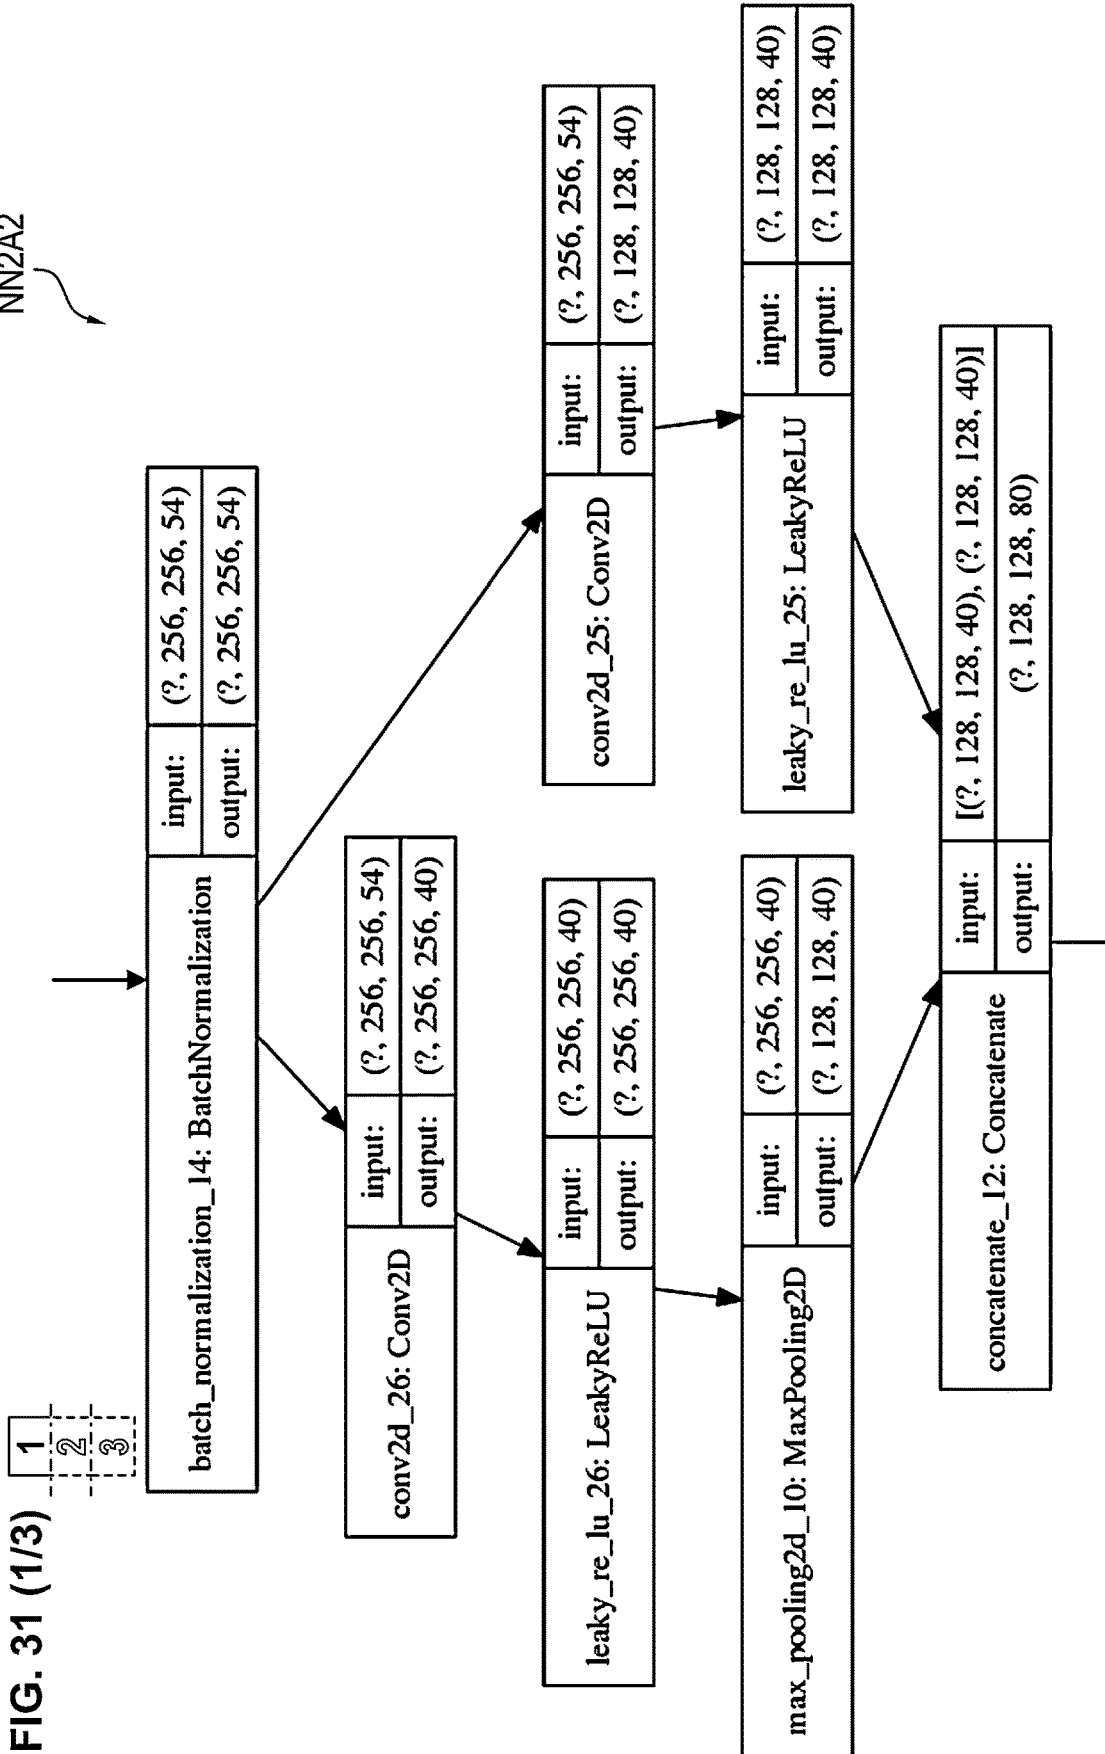 FIG. 31 (1/3)
1
2
3
NN2A2
batch_normalization_14: BatchNormalization
input:
(?, 256, 256, 54)
output:
(?, 256, 256, 54)
conv2d_26: Conv2D
input:
(?, 256, 256, 54)
output:
(?, 256, 256, 40)
leaky_re_lu_26: LeakyReLU
input:
(?, 256, 256, 40)
output:
(?, 256, 256, 40)
conv2d_25: Conv2D
input:
(?, 256, 256, 54)
output:
(?, 128, 128, 40)
max_pooling2d_10: MaxPooling2D
input:
(?, 256, 256, 40)
output:
(?, 128, 128, 40)
leaky_re_lu_25: LeakyReLU
input:
(?, 128, 128, 40)
output:
(?, 128, 128, 40)
concatenate_12: Concatenate
input:
[(?, 128, 128, 40), (?, 128, 128, 40)]
output:
(?, 128, 128, 80)